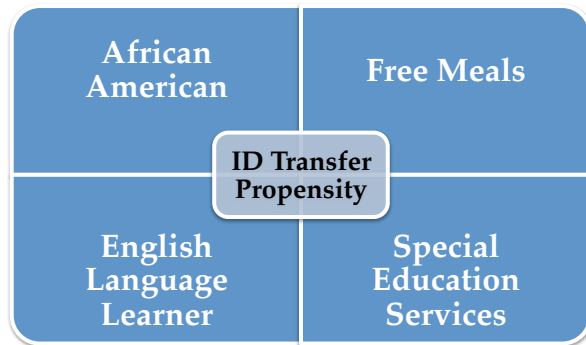 African
American
Free Meals
ID Transfer
Propensity
English
Language
Learner
Special
Education
Services